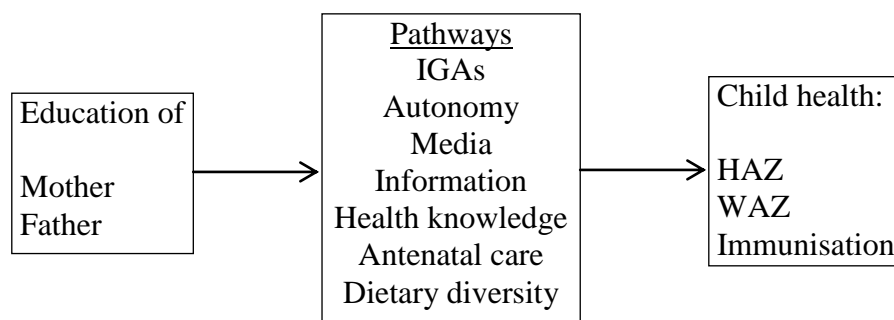 Education of
Mother
Father
Pathways
IGAs
Autonomy
Media
Information
Health knowledge
Antenatal care
Dietary diversity
Child health:
HAZ
WAZ
Immunisation